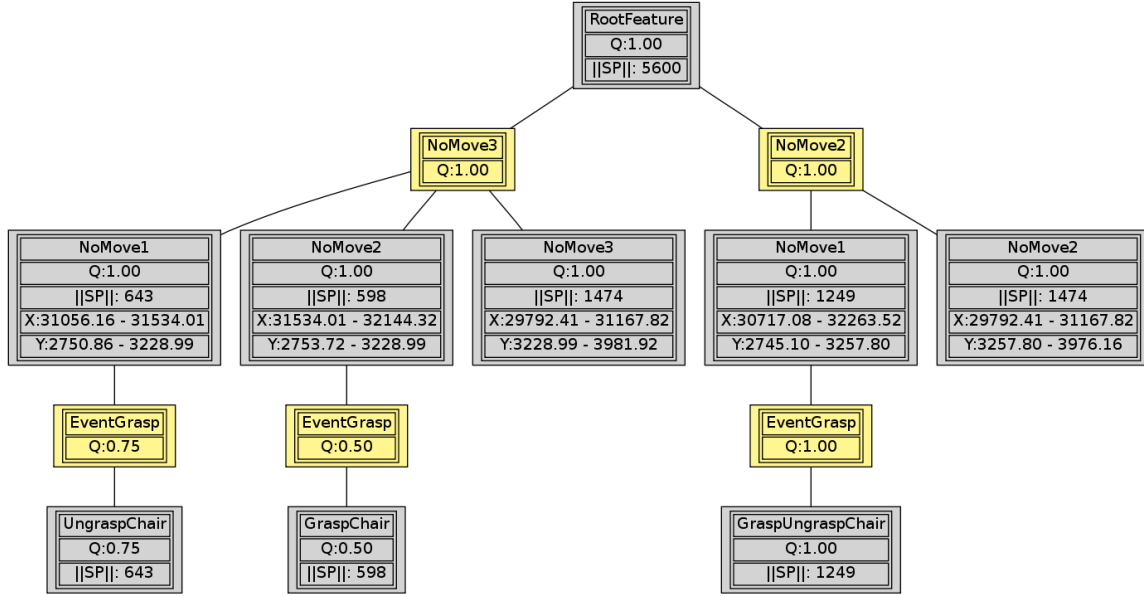 RootFeature
Q:1.00
||SP||: 5600
NoMove3
Q:1.00
NoMove2
Q:1.00
NoMove1
Q:1.00
||SP||: 643
X:31056.16 - 31534.01
Y:2750.86 - 3228.99
NoMove2
Q:1.00
||SP||: 598
X:31534.01 - 32144.32
Y:2753.72 - 3228.99
NoMove3
Q:1.00
||SP||: 1474
X:29792.41 - 31167.82
Y:3228.99 - 3981.92
NoMove1
Q:1.00
||SP||: 1249
X:30717.08 - 32263.52
Y:2745.10 - 3257.80
NoMove2
Q:1.00
||SP||: 1474
X:29792.41 - 31167.82
Y:3257.80 - 3976.16
EventGrasp
Q:0.75
EventGrasp
Q:0.50
EventGrasp
Q:1.00
UngraspChair
Q:0.75
||SP||: 643
GraspChair
Q:0.50
||SP||: 598
GraspUngraspChair
Q:1.00
||SP||: 1249